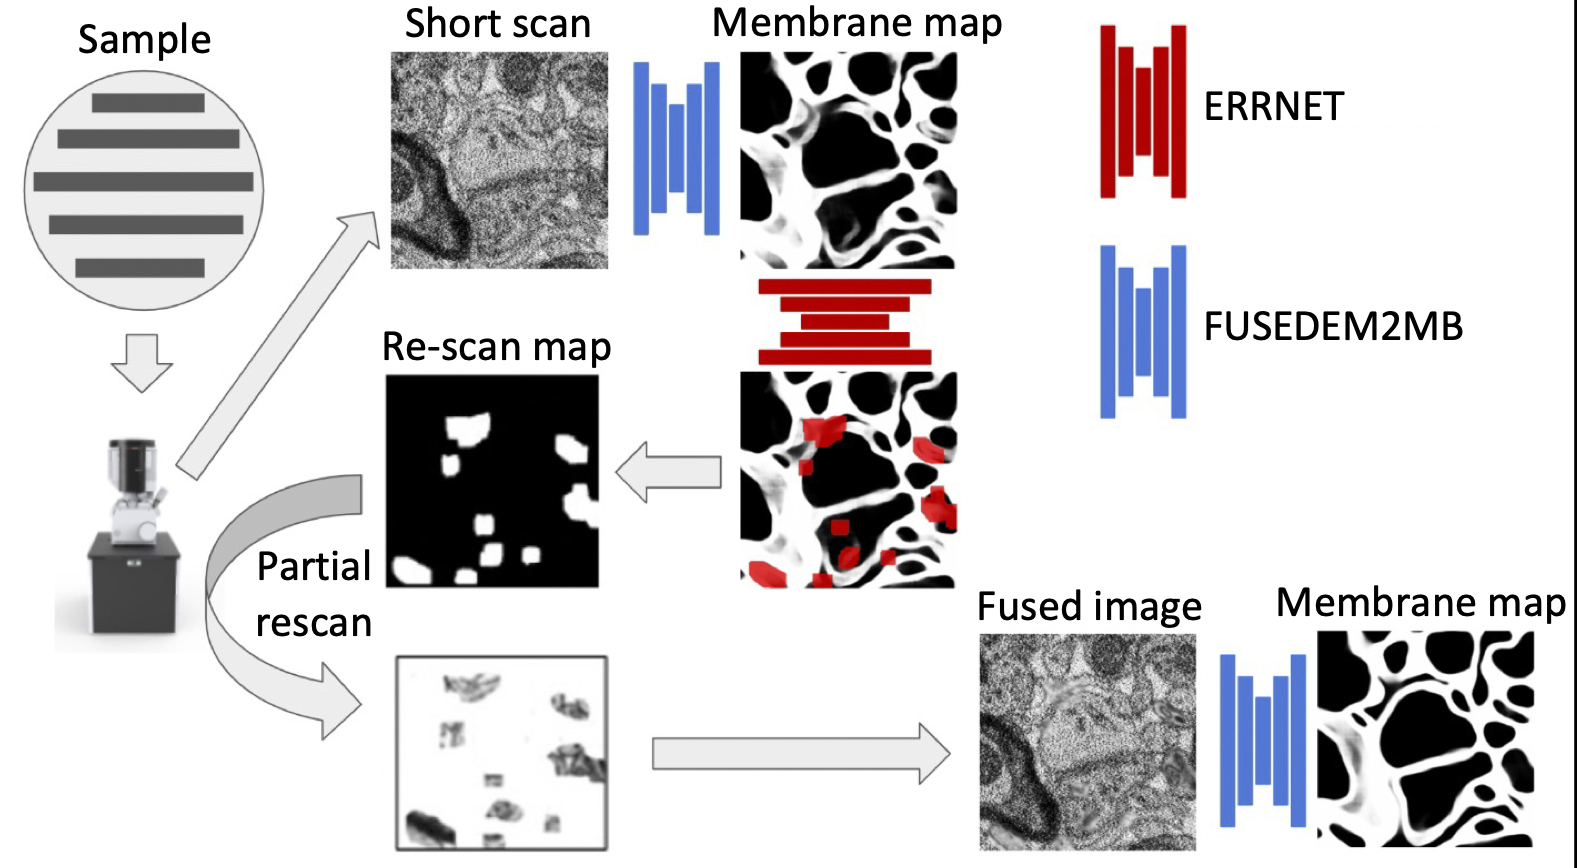 Sample
Short scan
Membrane map
ERRNET
FUSEDEM2MB
Re-scan map
Partial
rescan
Fused image
Membrane map